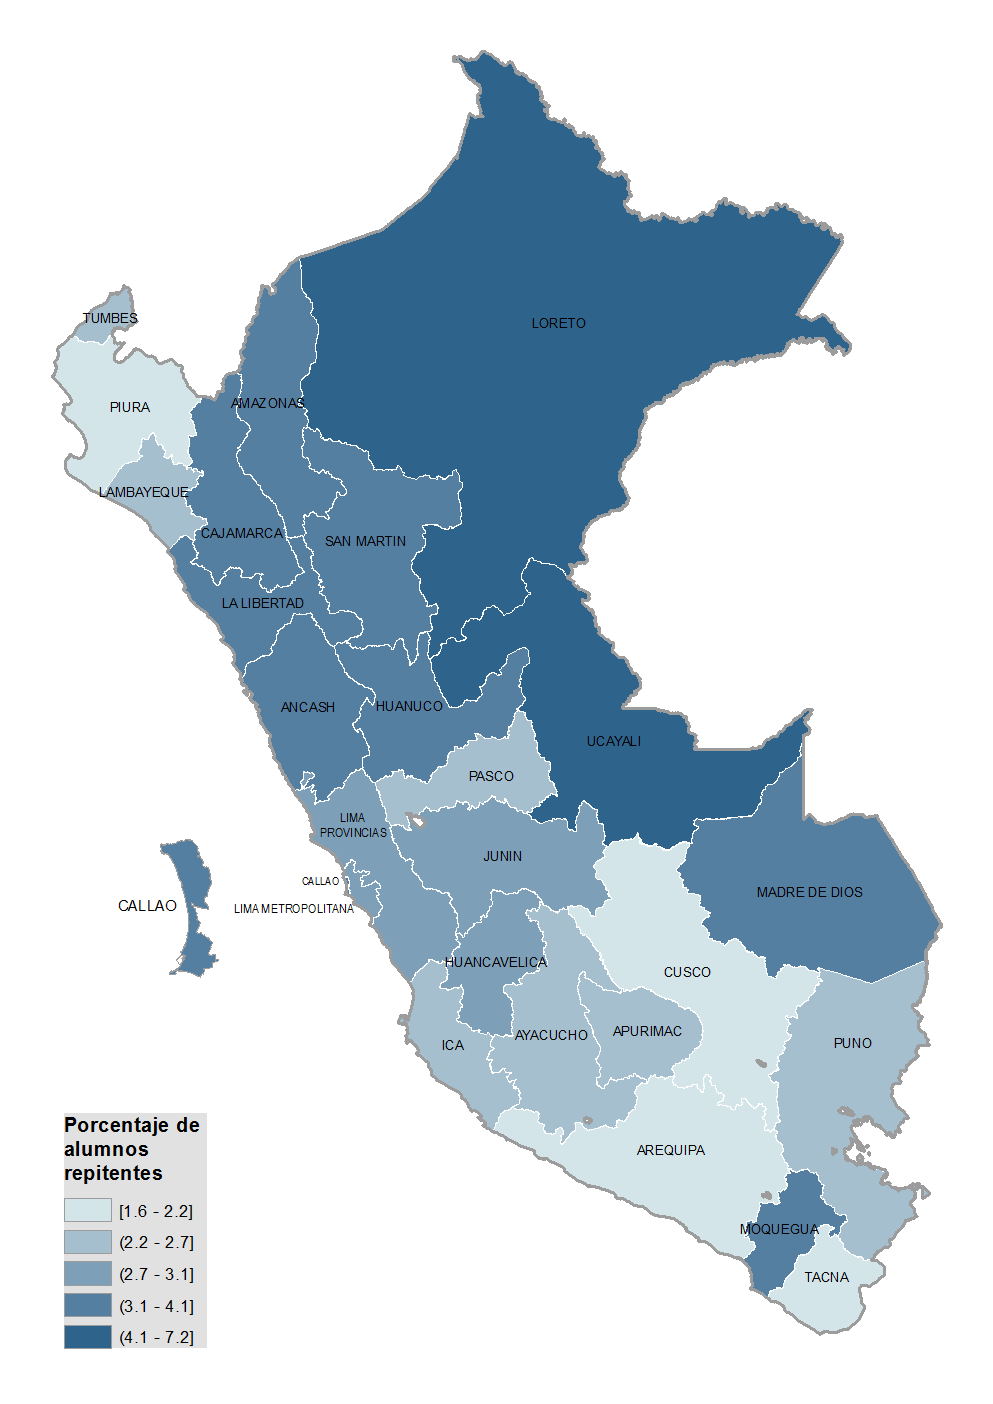 LORETO
TUMBES
AMAZONAS
PIURA
LAMBAYEQUE
CAJAMARCA
SAN MARTIN
LA LIBERTAD
ANCASH
HUANUCO
UCAYALI
PASCO
LIMA
PROVINCIAS
JUNIN
CALLAO
MADRE DE DIOS
CALLAO
LIMA METROPOLITANA
HUANCAVELICA
CUSCO
AYACUCHO
APURIMAC
ICA
PUNO
AREQUIPA
MOQUEGUA
TACNA
Porcentaje de
alumnos
repitentes
[1.6 - 2.2]
(2.2 - 2.7]
(2.7 - 3.1]
(3.1 - 4.1]
(4.1 - 7.2]